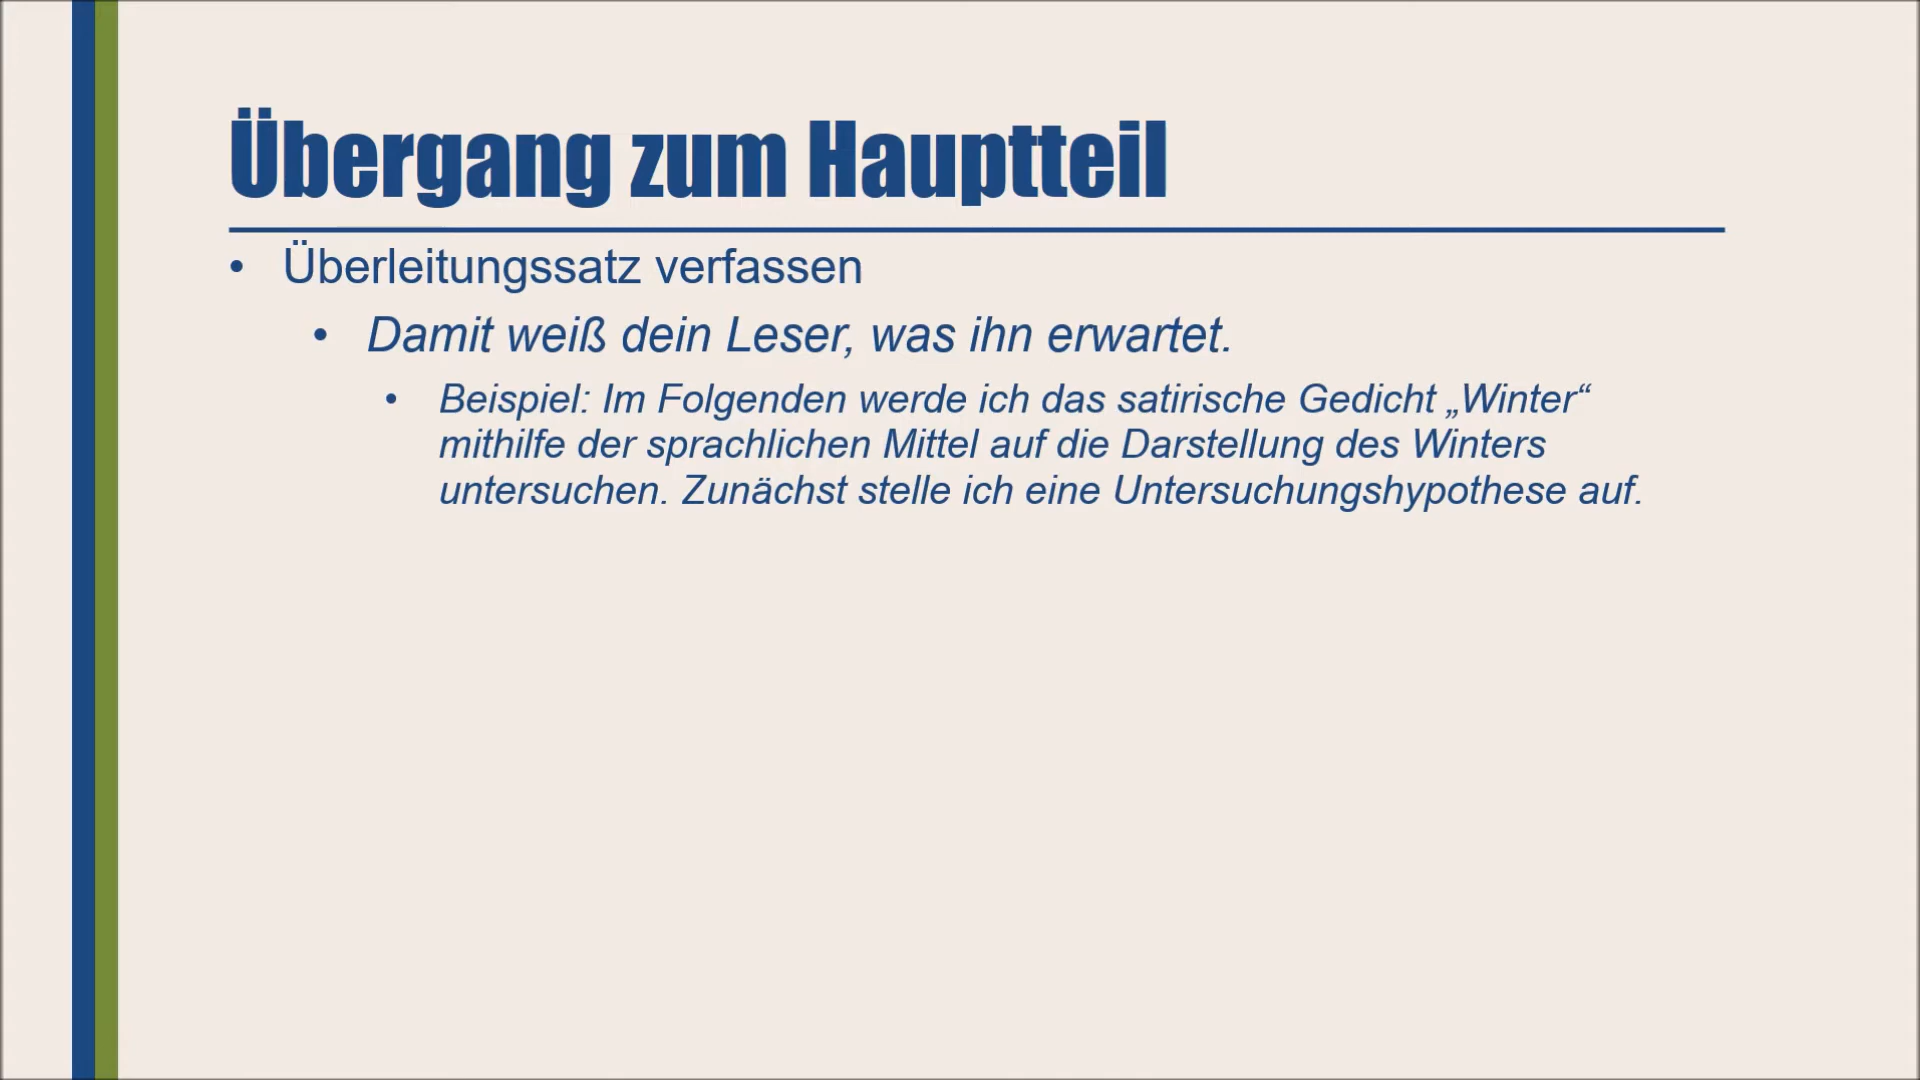 Übergang zum Hauptteil
• Überleitungssatz verfassen
• Damit weiß dein Leser, was ihn erwartet.
• Beispiel: Im Folgenden werde ich das satirische Gedicht „Winter“
mithilfe der sprachlichen Mittel auf die Darstellung des Winters
untersuchen. Zunächst stelle ich eine Untersuchungshypothese auf.